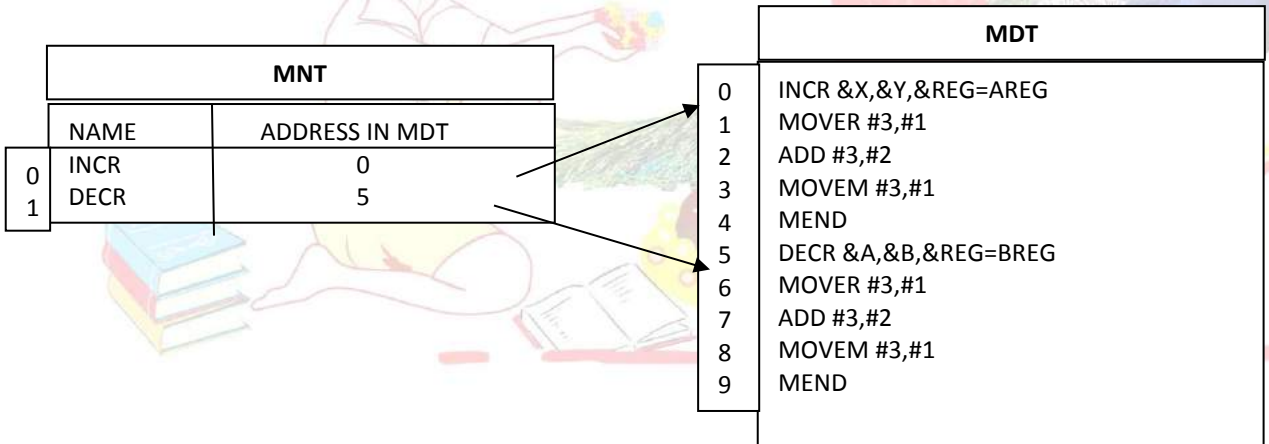 MNT
NAME ADDRESS IN MDT
0 INCR 0
1 DECR 5
MDT
0 INCR &X,&Y,&REG=AREG
1 MOVER #3,#1
2 ADD #3,#2
3 MOVEM #3,#1
4 MEND
5 DECR &A,&B,&REG=BREG
6 MOVER #3,#1
7 ADD #3,#2
8 MOVEM #3,#1
9 MEND